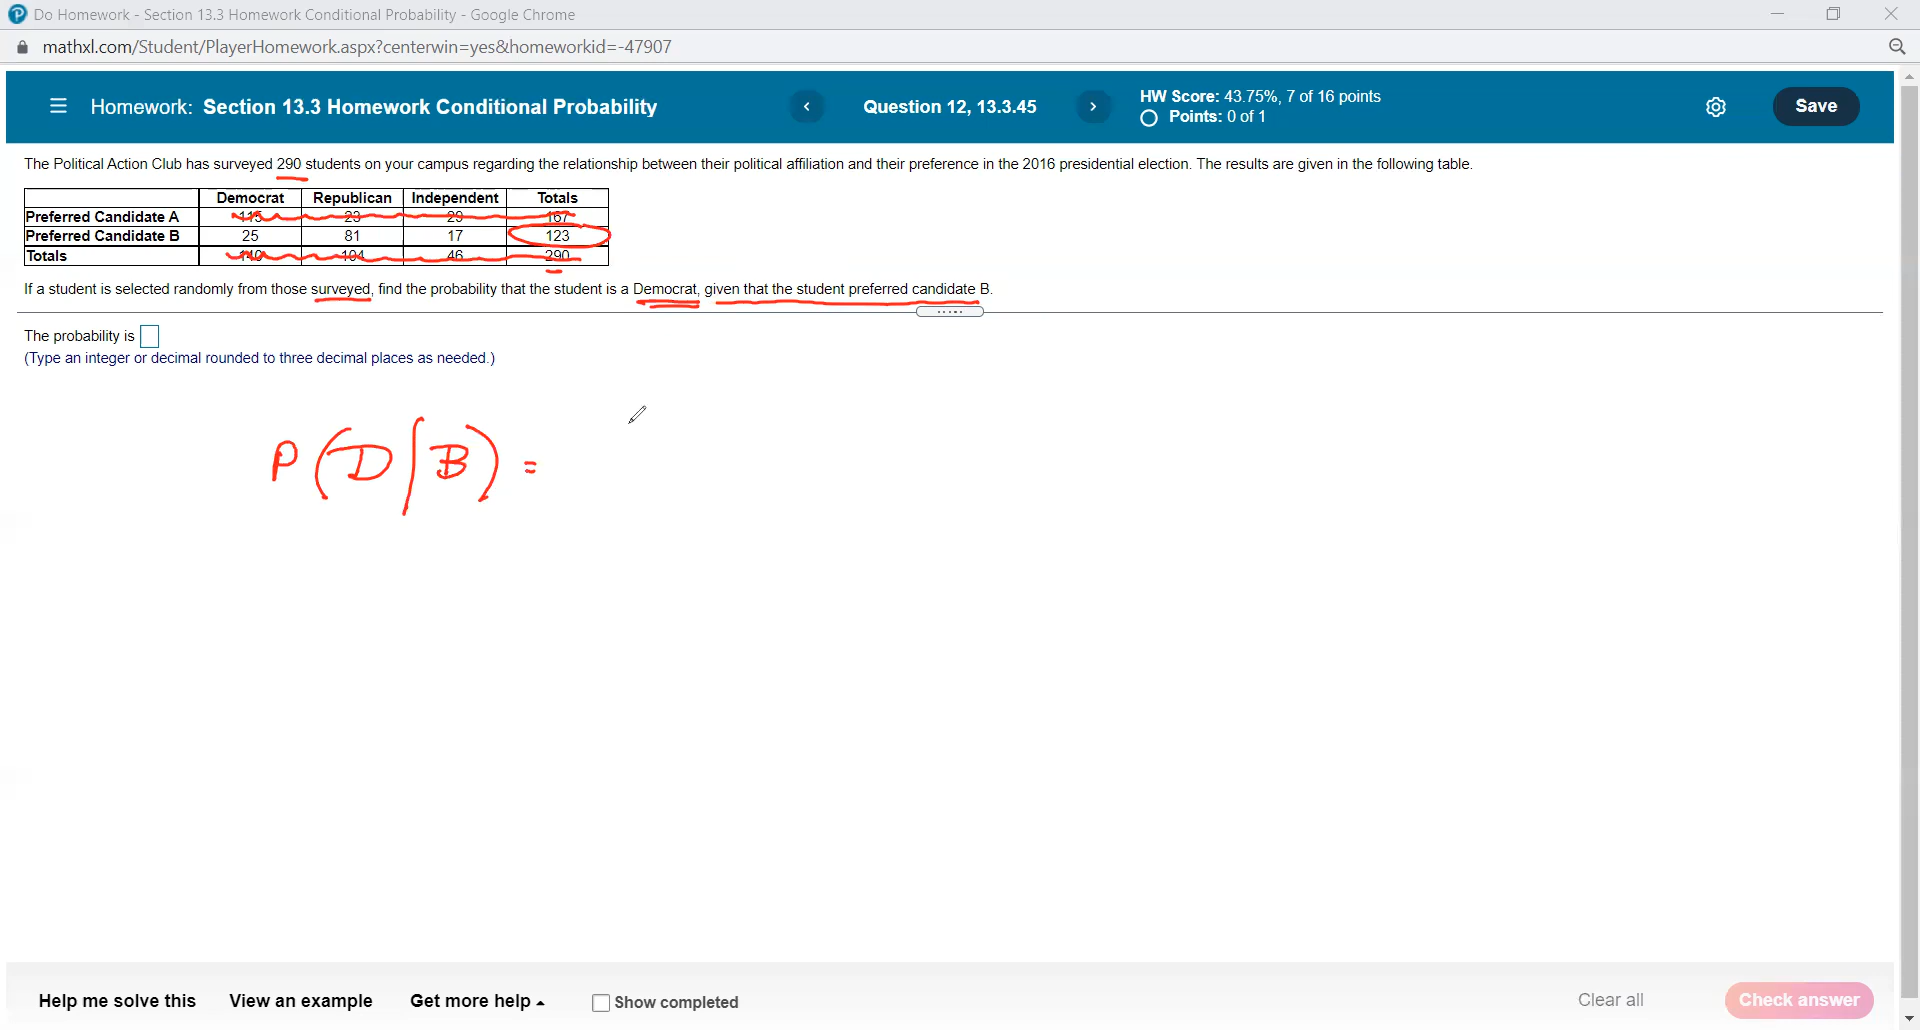 Do Homework - Section 13.3 Homework Conditional Probability - Google Chrome
mathxl.com/Student/PlayerHomework.aspx?centerwin=yes&homeworkid=-47907
Homework: Section 13.3 Homework Conditional Probability
Question 12, 13.3.45
HW Score: 43.75%, 7 of 16 points
Points: 0 of 1
Save
The Political Action Club has surveyed 290 students on your campus regarding the relationship between their political affiliation and their preference in the 2016 presidential election. The results are given in the following table.
Democrat Republican Independent Totals
Preferred Candidate A 115 23 29 167
Preferred Candidate B 25 81 17 123
Totals 140 104 46 290
If a student is selected randomly from those surveyed, find the probability that the student is a Democrat, given that the student preferred candidate B.
The probability is
(Type an integer or decimal rounded to three decimal places as needed.)
P(D/B) =
Help me solve this View an example Get more help Show completed Clear all Check answer